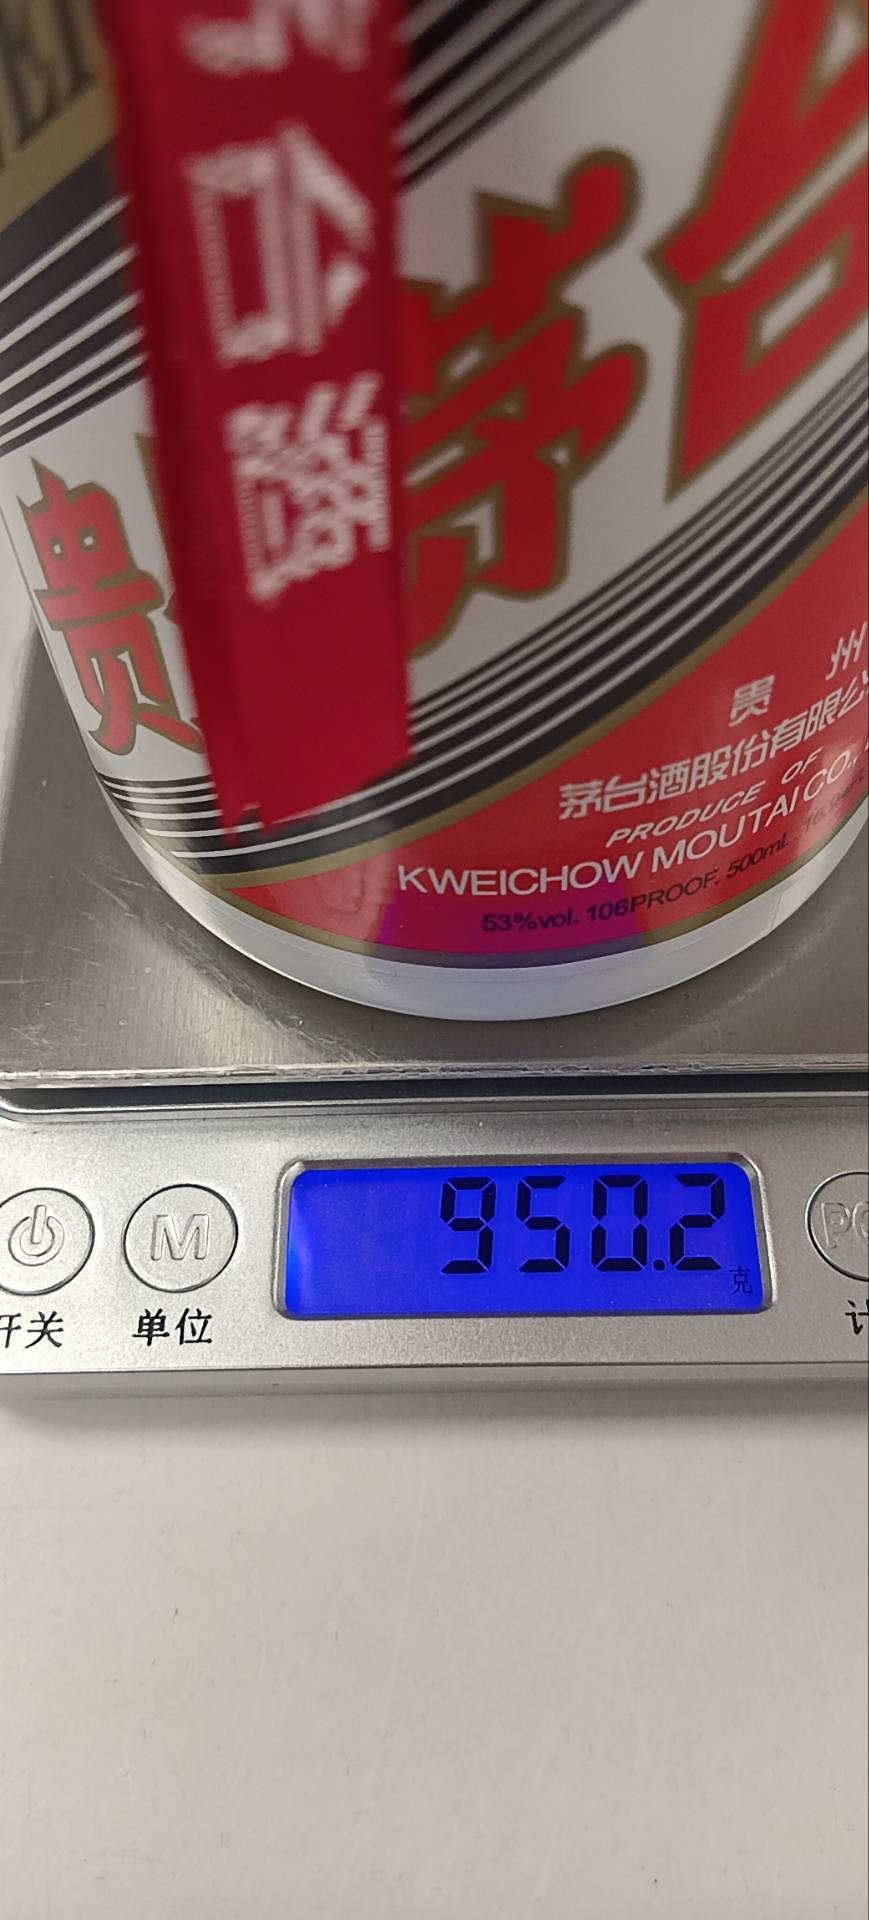 贵
茅台
贵 州
茅台酒股份有限公
PRODUCE OF
KWEICHOW MOUTAI CO.,
53%vol. 106PROOF. 500mL
950.2
克
M
开关
单位
计